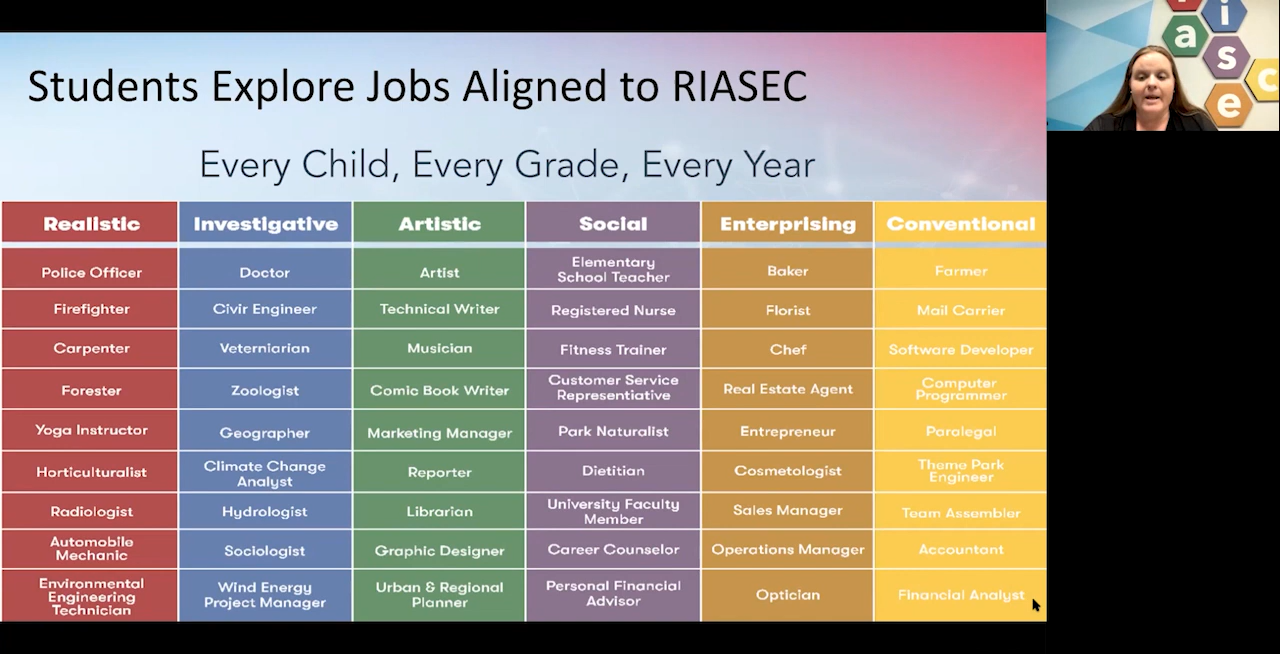 Students Explore Jobs Aligned to RIASEC
Every Child, Every Grade, Every Year
Realistic Investigative Artistic Social Enterprising Conventional
Police Officer Doctor Artist Elementary School Teacher Baker Farmer
Firefighter Civir Engineer Technical Writer Registered Nurse Florist Mail Carrier
Carpenter Veterniarian Musician Fitness Trainer Chef Software Developer
Forester Zoologist Comic Book Writer Customer Service Representiative Real Estate Agent Computer Programmer
Yoga Instructor Geographer Marketing Manager Park Naturalist Entrepreneur Paralegal
Horticulturalist Climate Change Analyst Reporter Dietitian Cosmetologist Theme Park Engineer
Radiologist Hydrologist Librarian University Faculty Member Sales Manager Team Assembler
Automobile Mechanic Sociologist Graphic Designer Career Counselor Operations Manager Accountant
Environmental Engineering Technician Wind Energy Project Manager Urban & Regional Planner Personal Financial Advisor Optician Financial Analyst
i
a
s
c
e